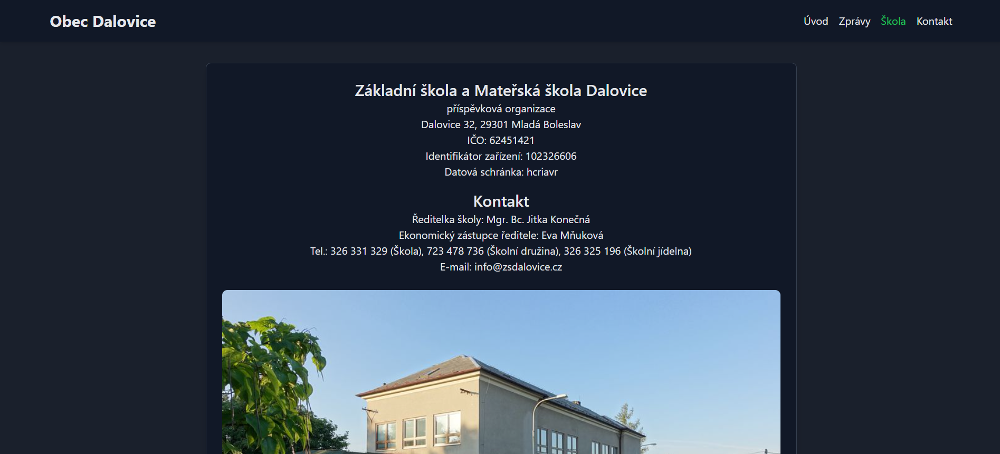 Obec Dalovice
Úvod Zprávy Škola Kontakt
Základní škola a Mateřská škola Dalovice
příspěvková organizace
Dalovice 32, 29301 Mladá Boleslav
IČO: 62451421
Identifikátor zařízení: 102326606
Datová schránka: hcriavr
Kontakt
Ředitelka školy: Mgr. Bc. Jitka Konečná
Ekonomický zástupce ředitele: Eva Mňuková
Tel.: 326 331 329 (Škola), 723 478 736 (Školní družina), 326 325 196 (Školní jídelna)
E-mail: info@zsdalovice.cz